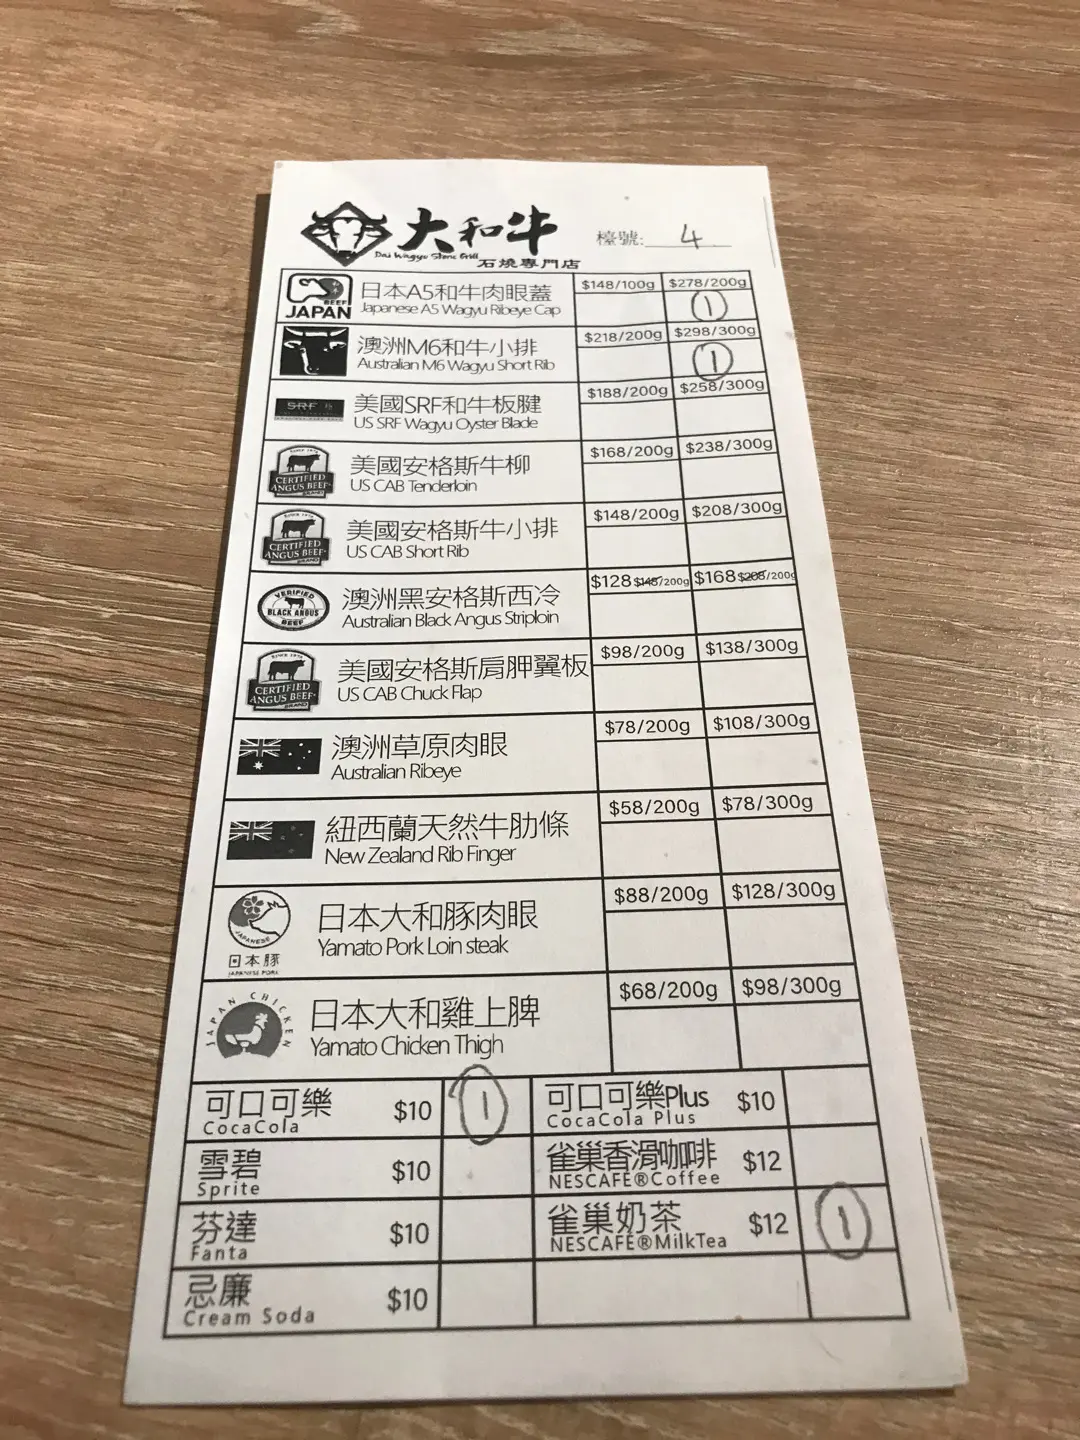 大和牛
Dai Wagyu Stone Grill 石燒專門店
檯號: 4
BEEF
JAPAN
日本A5和牛肉眼蓋
Japanese A5 Wagyu Ribeye Cap
$148/100g $278/200g
1
澳洲M6和牛小排
Australian M6 Wagyu Short Rib
$218/200g $298/300g
1
SRF
美國SRF和牛板腱
US SRF Wagyu Oyster Blade
$188/200g $258/300g
CERTIFIED
ANGUS BEEF
BRAND
美國安格斯牛柳
US CAB Tenderloin
$168/200g $238/300g
CERTIFIED
ANGUS BEEF
BRAND
美國安格斯牛小排
US CAB Short Rib
$148/200g $208/300g
VERIFIED
BLACK ANGUS
BEEF
澳洲黑安格斯西冷
Australian Black Angus Striploin
$128 $148/200g $168 $208/200g
SINCE 1978
CERTIFIED
ANGUS BEEF
BRAND
美國安格斯肩胛翼板
US CAB Chuck Flap
$98/200g $138/300g
澳洲草原肉眼
Australian Ribeye
$78/200g $108/300g
紐西蘭天然牛肋條
New Zealand Rib Finger
$58/200g $78/300g
JAPANESE
日本豚
JAPANESE PORK
日本大和豚肉眼
Yamato Pork Loin steak
$88/200g $128/300g
JAPAN CHICKEN
日本大和雞上脾
Yamato Chicken Thigh
$68/200g $98/300g
可口可樂 $10 1 可口可樂Plus $10
CocaCola CocaCola Plus
雪碧 $10 雀巢香滑咖啡 $12
Sprite NESCAFÉ®Coffee
芬達 $10 雀巢奶茶 $12 1
Fanta NESCAFÉ®MilkTea
忌廉 $10
Cream Soda